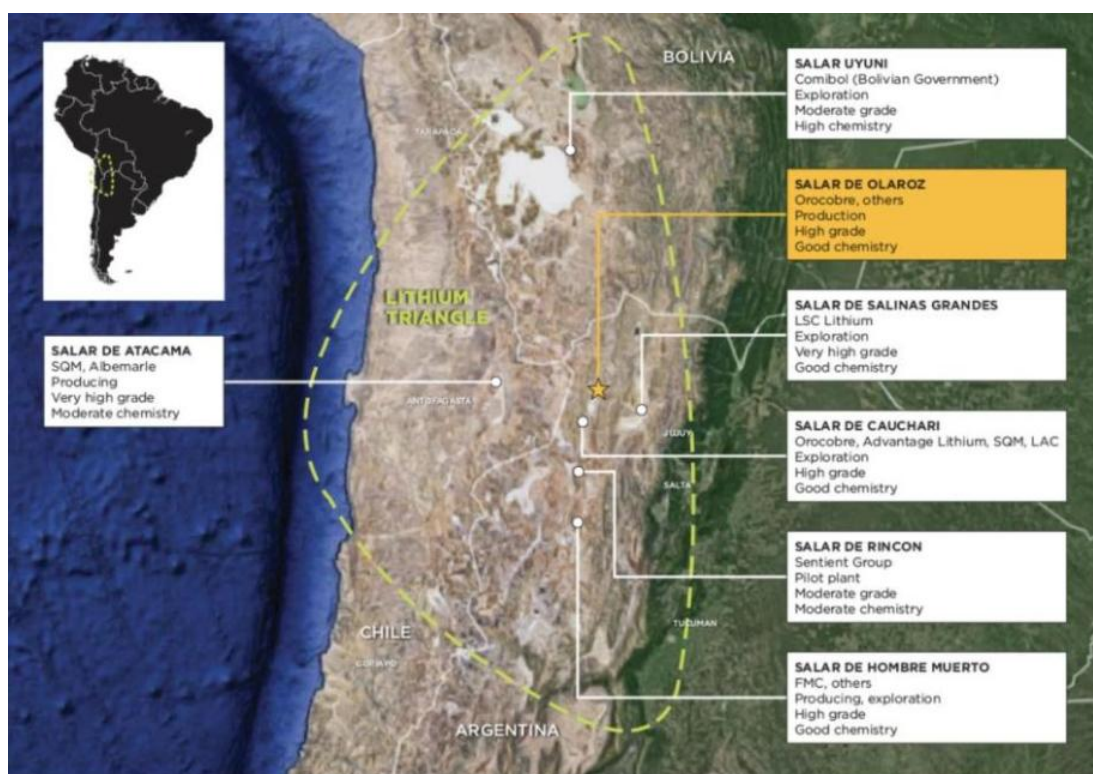 BOLIVIA
TARAPACA
LITHIUM
TRIANGLE
ANTOFAGASTA
JUJUY
SALTA
TUCUMAN
CHILE
COPIAPO
ARGENTINA
SALAR DE ATACAMA
SQM, Albemarle
Producing
Very high grade
Moderate chemistry
SALAR UYUNI
Comibol (Bolivian Government)
Exploration
Moderate grade
High chemistry
SALAR DE OLAROZ
Orocobre, others
Production
High grade
Good chemistry
SALAR DE SALINAS GRANDES
LSC Lithium
Exploration
Very high grade
Good chemistry
SALAR DE CAUCHARI
Orocobre, Advantage Lithium, SQM, LAC
Exploration
High grade
Good chemistry
SALAR DE RINCON
Sentient Group
Pilot plant
Moderate grade
Moderate chemistry
SALAR DE HOMBRE MUERTO
FMC, others
Producing, exploration
High grade
Good chemistry